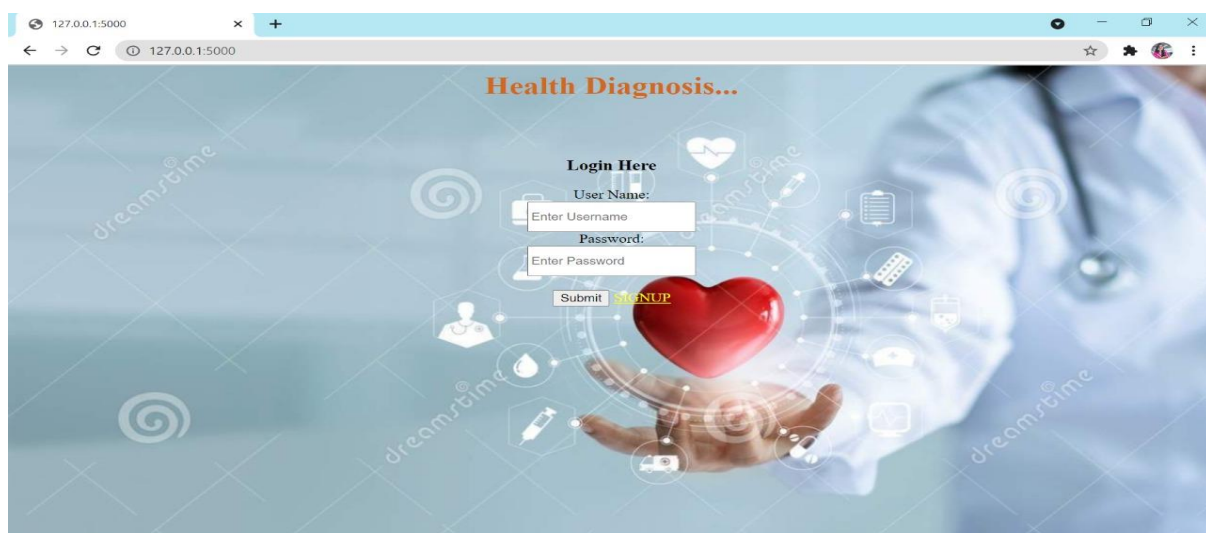 127.0.0.1:5000
127.0.0.1:5000
Health Diagnosis...
Login Here
User Name:
Enter Username
Password:
Enter Password
Submit SIGNUP
dreamstime
dreamstime
dreamstime
dreamstime
dreamstime